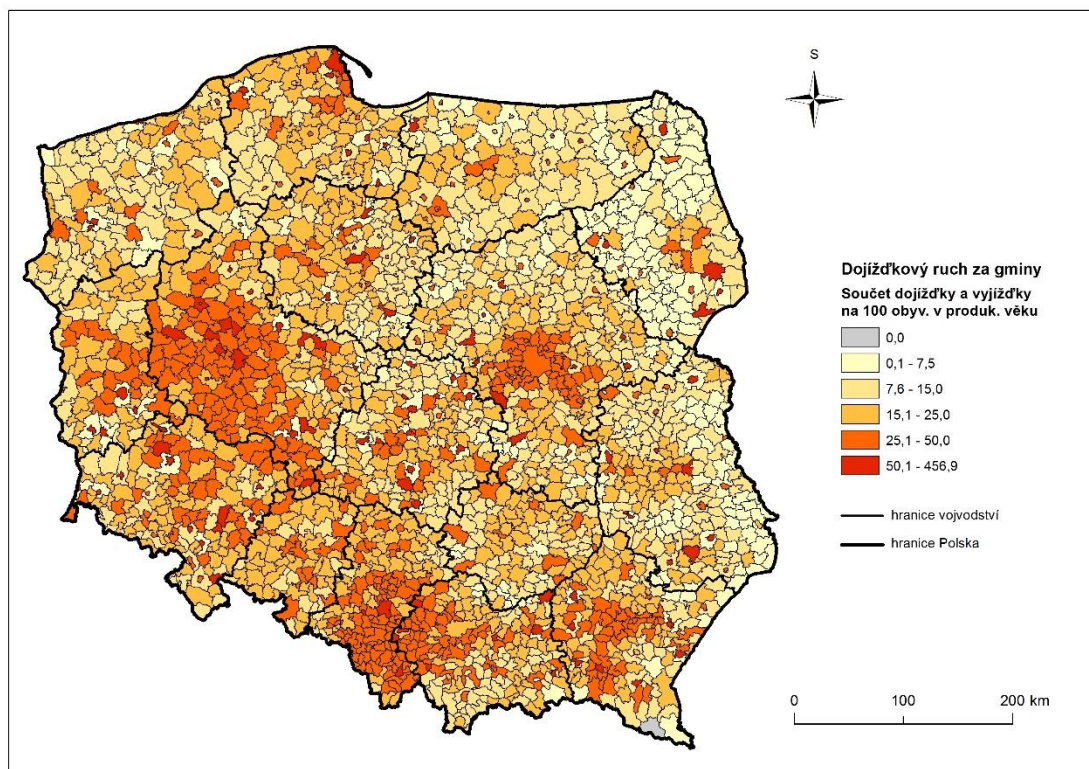 S
Dojížďkový ruch za gminy
Součet dojížďky a vyjížďky
na 100 obyv. v produk. věku
0,0
0,1 - 7,5
7,6 - 15,0
15,1 - 25,0
25,1 - 50,0
50,1 - 456,9
hranice vojvodství
hranice Polska
0 100 200 km